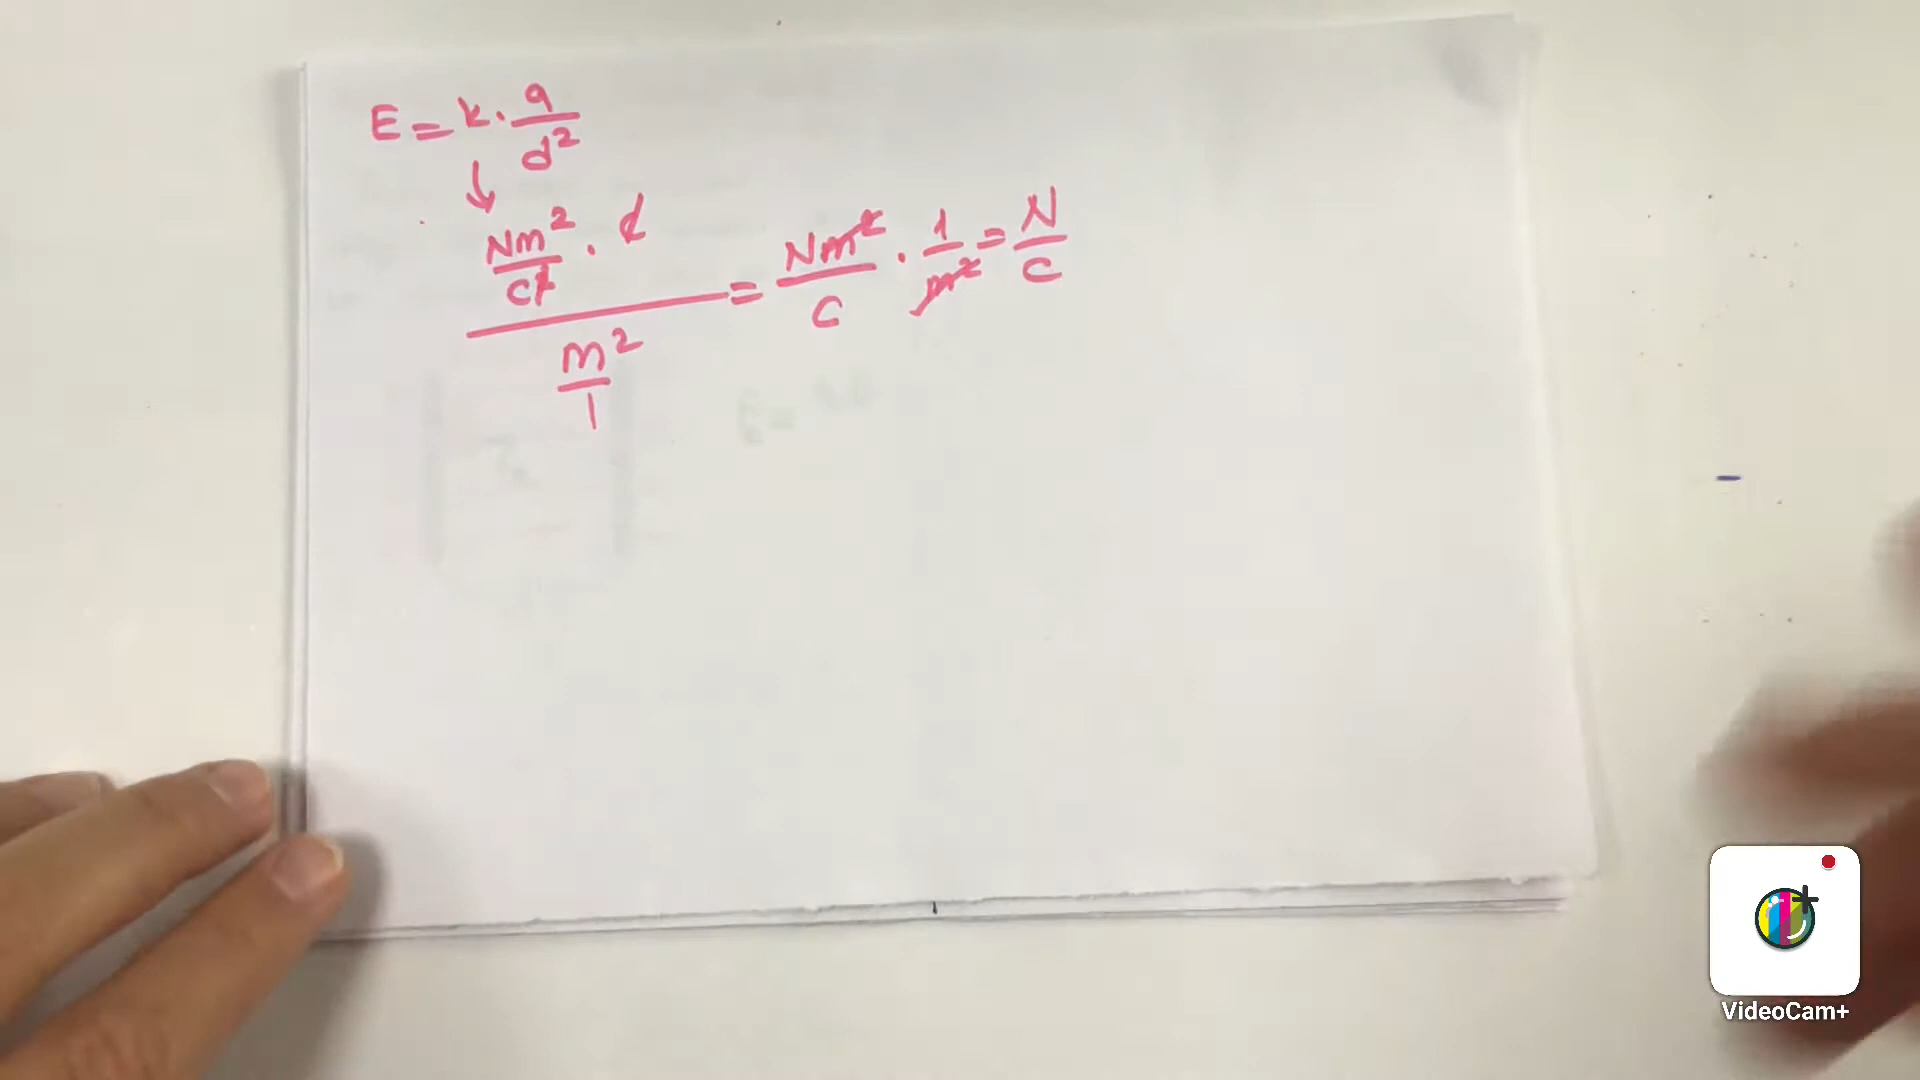 E = k · q/d²
↓
Nm²/C² · C / m²/1 = Nm²/C · 1/m² = N/C
VideoCam+